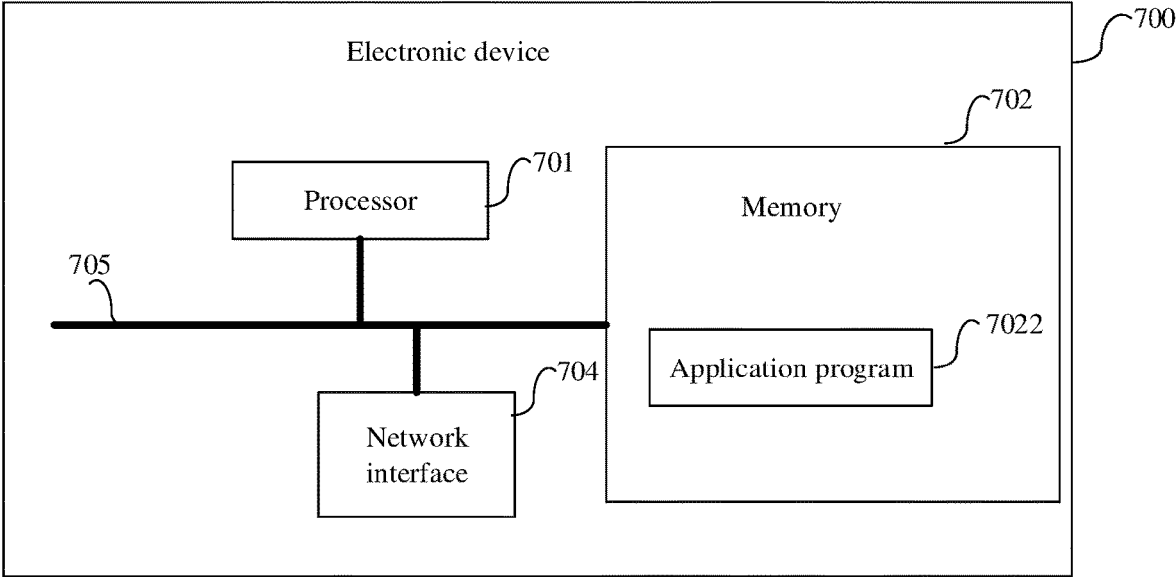 700
Electronic device
702
701
Processor
Memory
705
7022
Application program
704
Network
interface